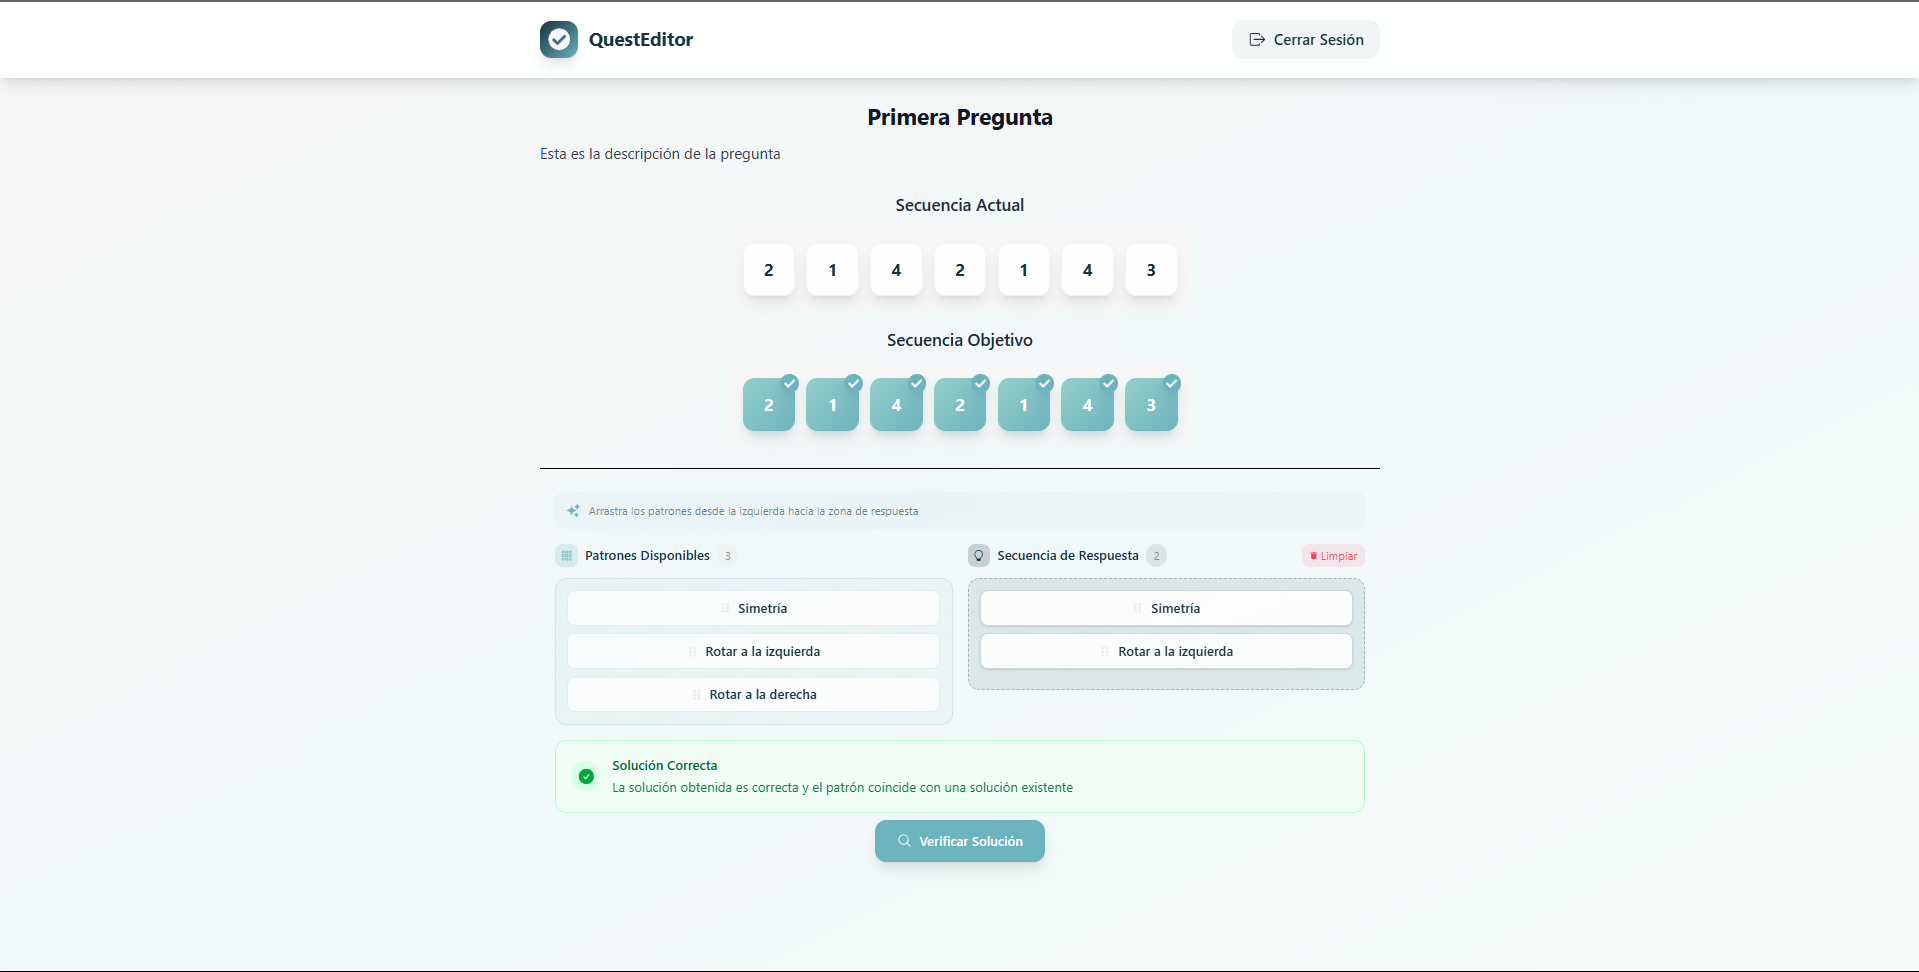 QuestEditor
Cerrar Sesión
Primera Pregunta
Esta es la descripción de la pregunta
Secuencia Actual
2 1 4 2 1 4 3
Secuencia Objetivo
2 1 4 2 1 4 3
Arrastra los patrones desde la izquierda hacia la zona de respuesta
Patrones Disponibles 3
Simetría
Rotar a la izquierda
Rotar a la derecha
Secuencia de Respuesta 2
Limpiar
Simetría
Rotar a la izquierda
Solución Correcta
La solución obtenida es correcta y el patrón coincide con una solución existente
Verificar Solución